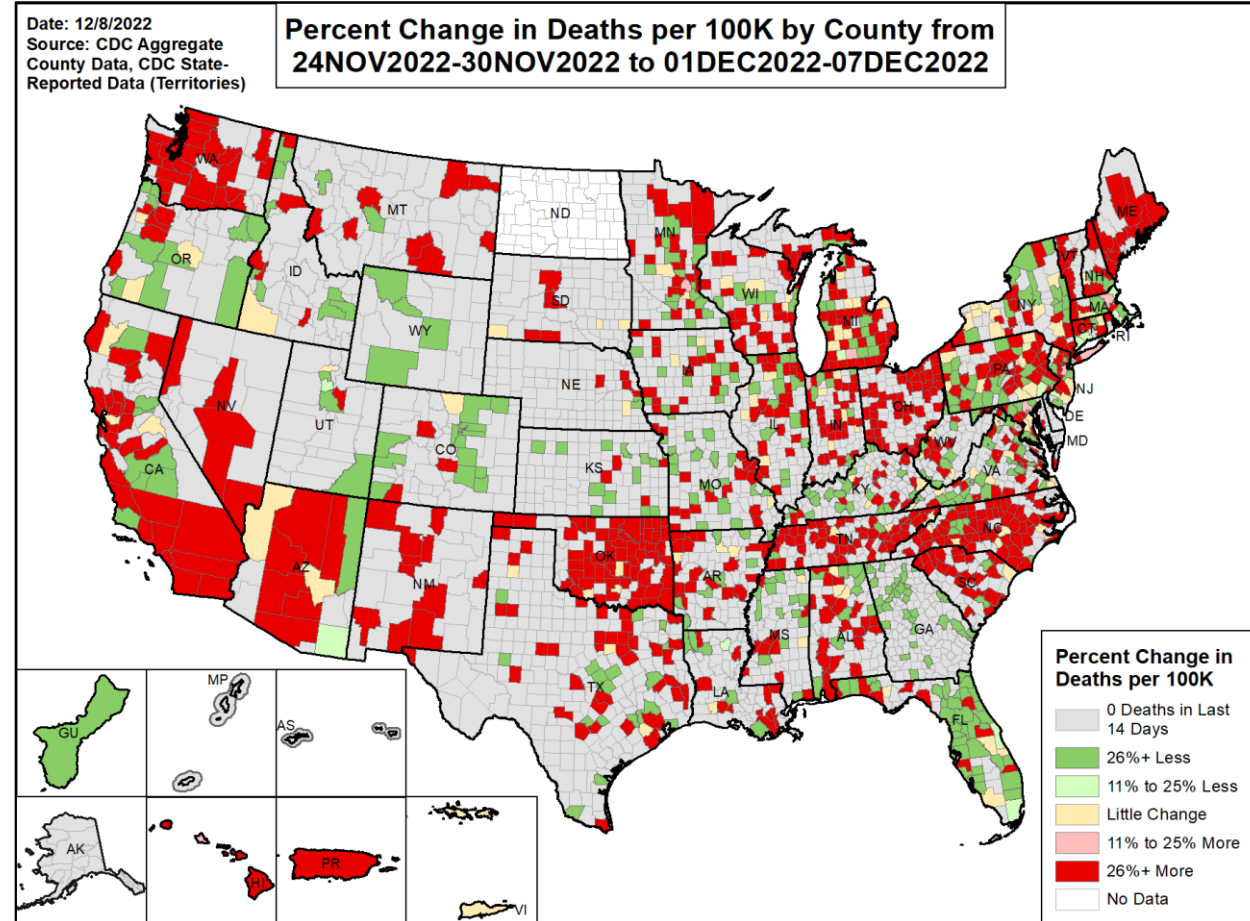 Date: 12/8/2022
Source: CDC Aggregate
County Data, CDC State-
Reported Data (Territories)
Percent Change in Deaths per 100K by County from
24NOV2022-30NOV2022 to 01DEC2022-07DEC2022
WA
MT
ND
MN
ME
OR
ID
SD
WI
MI
VT
NH
NY
MA
CT
RI
WY
NE
IA
PA
NJ
NV
UT
CO
IL
IN
OH
DE
MD
WV
VA
CA
KS
MO
KY
AZ
NM
OK
AR
TN
NC
SC
MS
AL
GA
TX
LA
FL
GU
MP
AS
AK
HI
PR
VI
Percent Change in
Deaths per 100K
0 Deaths in Last
14 Days
26%+ Less
11% to 25% Less
Little Change
11% to 25% More
26%+ More
No Data